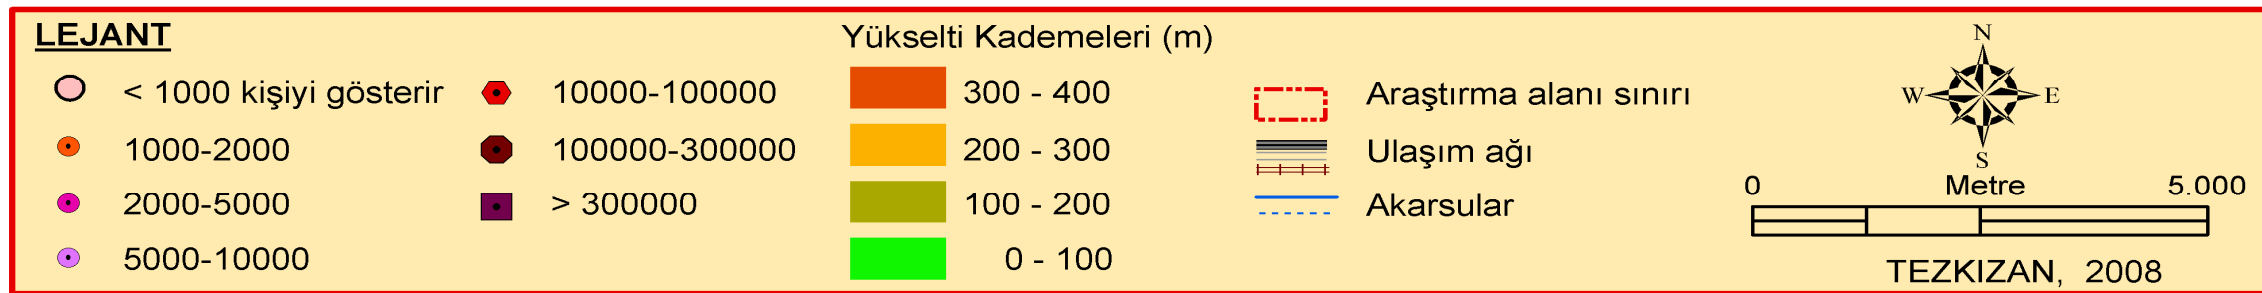 LEJANT
< 1000 kişiyi gösterir
1000-2000
2000-5000
5000-10000
10000-100000
100000-300000
> 300000
Yükselti Kademeleri (m)
300 - 400
200 - 300
100 - 200
0 - 100
Araştırma alanı sınırı
Ulaşım ağı
Akarsular
N
W E
S
0 Metre 5.000
TEZKIZAN, 2008